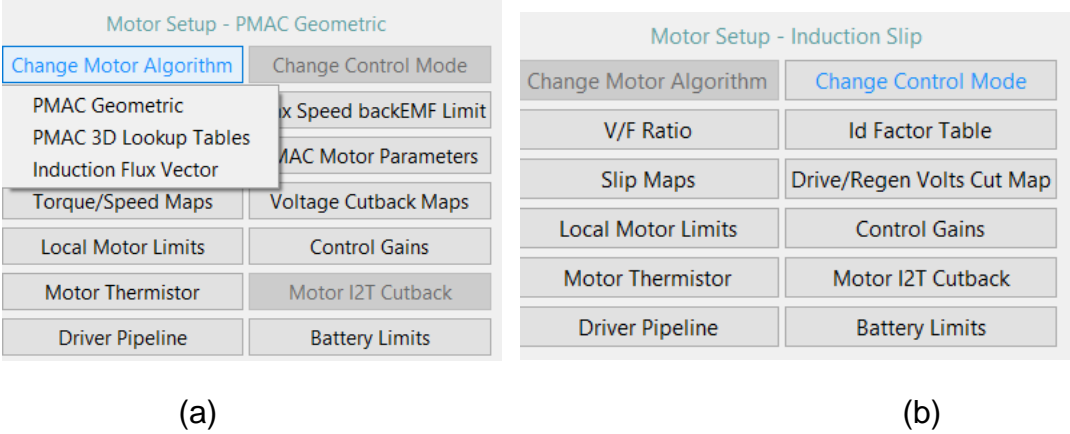 Motor Setup - PMAC Geometric
Change Motor Algorithm
Change Control Mode
PMAC Geometric
PMAC 3D Lookup Tables
Induction Flux Vector
Speed backEMF Limit
Motor Parameters
Torque/Speed Maps
Voltage Cutback Maps
Local Motor Limits
Control Gains
Motor Thermistor
Motor I2T Cutback
Driver Pipeline
Battery Limits
(a)
Motor Setup - Induction Slip
Change Motor Algorithm
Change Control Mode
V/F Ratio
Id Factor Table
Slip Maps
Drive/Regen Volts Cut Map
Local Motor Limits
Control Gains
Motor Thermistor
Motor I2T Cutback
Driver Pipeline
Battery Limits
(b)